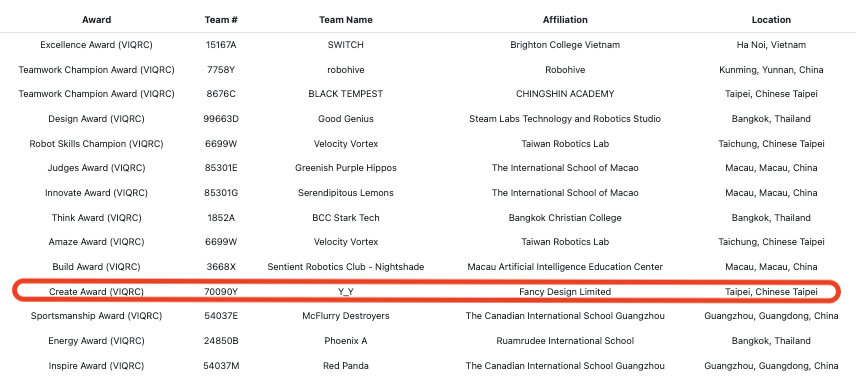 Award Team # Team Name Affiliation Location
Excellence Award (VIQRC) 15167A SWITCH Brighton College Vietnam Ha Noi, Vietnam
Teamwork Champion Award (VIQRC) 7758Y robohive Robohive Kunming, Yunnan, China
Teamwork Champion Award (VIQRC) 8676C BLACK TEMPEST CHINGSHIN ACADEMY Taipei, Chinese Taipei
Design Award (VIQRC) 99663D Good Genius Steam Labs Technology and Robotics Studio Bangkok, Thailand
Robot Skills Champion (VIQRC) 6699W Velocity Vortex Taiwan Robotics Lab Taichung, Chinese Taipei
Judges Award (VIQRC) 85301E Greenish Purple Hippos The International School of Macao Macau, Macau, China
Innovate Award (VIQRC) 85301G Serendipitous Lemons The International School of Macao Macau, Macau, China
Think Award (VIQRC) 1852A BCC Stark Tech Bangkok Christian College Bangkok, Thailand
Amaze Award (VIQRC) 6699W Velocity Vortex Taiwan Robotics Lab Taichung, Chinese Taipei
Build Award (VIQRC) 3668X Sentient Robotics Club - Nightshade Macau Artificial Intelligence Education Center Macau, Macau, China
Create Award (VIQRC) 70090Y Y_Y Fancy Design Limited Taipei, Chinese Taipei
Sportsmanship Award (VIQRC) 54037E McFlurry Destroyers The Canadian International School Guangzhou Guangzhou, Guangdong, China
Energy Award (VIQRC) 24850B Phoenix A Ruamrudee International School Bangkok, Thailand
Inspire Award (VIQRC) 54037M Red Panda The Canadian International School Guangzhou Guangzhou, Guangdong, China